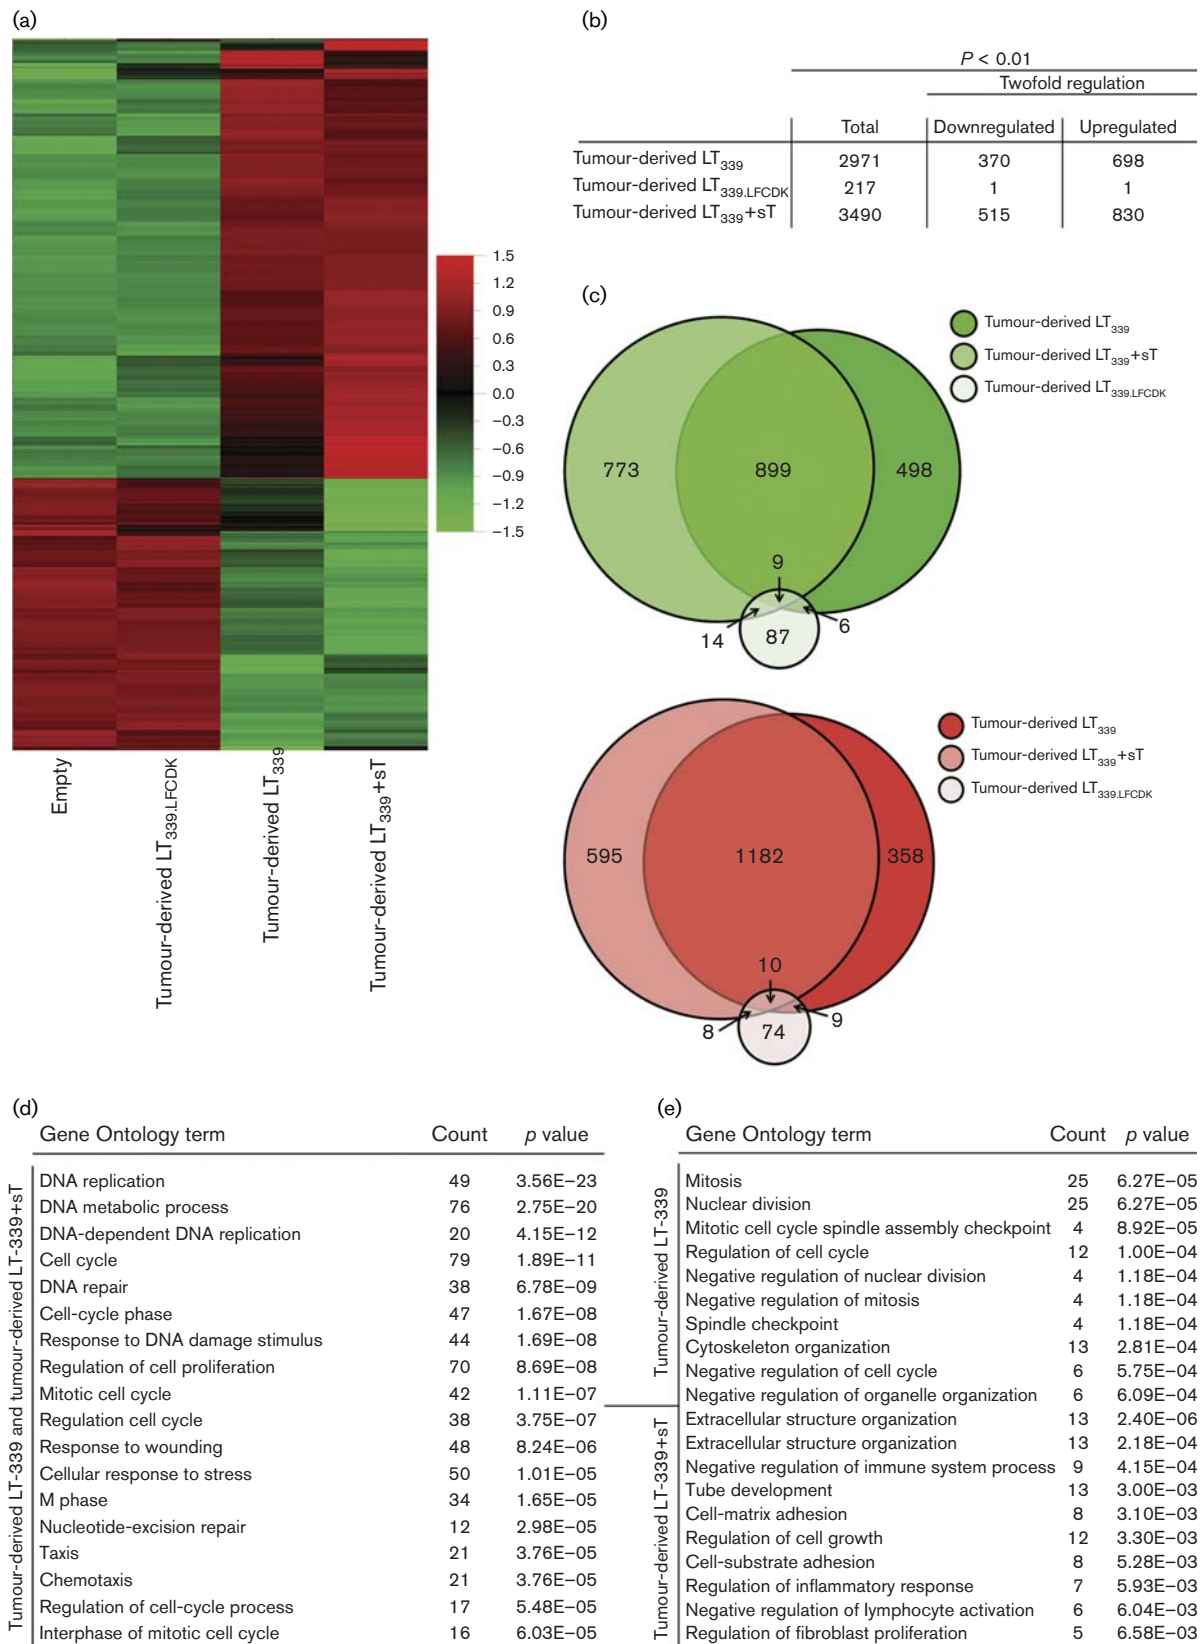 (a)
1.5
1.2
0.9
0.6
0.3
0.0
−0.3
−0.6
−0.9
−1.2
−1.5
Empty
Tumour-derived LT339.LFCDK
Tumour-derived LT339
Tumour-derived LT339+sT
(b)
P < 0.01
Twofold regulation
Total Downregulated Upregulated
Tumour-derived LT339 2971 370 698
Tumour-derived LT339.LFCDK 217 1 1
Tumour-derived LT339+sT 3490 515 830
(c)
Tumour-derived LT339
Tumour-derived LT339+sT
Tumour-derived LT339.LFCDK
773 899 498
9
14 87 6
Tumour-derived LT339
Tumour-derived LT339+sT
Tumour-derived LT339.LFCDK
595 1182 358
10
8 74 9
(d)
Gene Ontology term Count p value
Tumour-derived LT-339 and tumour-derived LT-339+sT
DNA replication 49 3.56E−23
DNA metabolic process 76 2.75E−20
DNA-dependent DNA replication 20 4.15E−12
Cell cycle 79 1.89E−11
DNA repair 38 6.78E−09
Cell-cycle phase 47 1.67E−08
Response to DNA damage stimulus 44 1.69E−08
Regulation of cell proliferation 70 8.69E−08
Mitotic cell cycle 42 1.11E−07
Regulation cell cycle 38 3.75E−07
Response to wounding 48 8.24E−06
Cellular response to stress 50 1.01E−05
M phase 34 1.65E−05
Nucleotide-excision repair 12 2.98E−05
Taxis 21 3.76E−05
Chemotaxis 21 3.76E−05
Regulation of cell-cycle process 17 5.48E−05
Interphase of mitotic cell cycle 16 6.03E−05
(e)
Gene Ontology term Count p value
Tumour-derived LT-339
Mitosis 25 6.27E−05
Nuclear division 25 6.27E−05
Mitotic cell cycle spindle assembly checkpoint 4 8.92E−05
Regulation of cell cycle 12 1.00E−04
Negative regulation of nuclear division 4 1.18E−04
Negative regulation of mitosis 4 1.18E−04
Spindle checkpoint 4 1.18E−04
Cytoskeleton organization 13 2.81E−04
Negative regulation of cell cycle 6 5.75E−04
Negative regulation of organelle organization 6 6.09E−04
Tumour-derived LT-339+sT
Extracellular structure organization 13 2.40E−06
Extracellular structure organization 13 2.18E−04
Negative regulation of immune system process 9 4.15E−04
Tube development 13 3.00E−03
Cell-matrix adhesion 8 3.10E−03
Regulation of cell growth 12 3.30E−03
Cell-substrate adhesion 8 5.28E−03
Regulation of inflammatory response 7 5.93E−03
Negative regulation of lymphocyte activation 6 6.04E−03
Regulation of fibroblast proliferation 5 6.58E−03